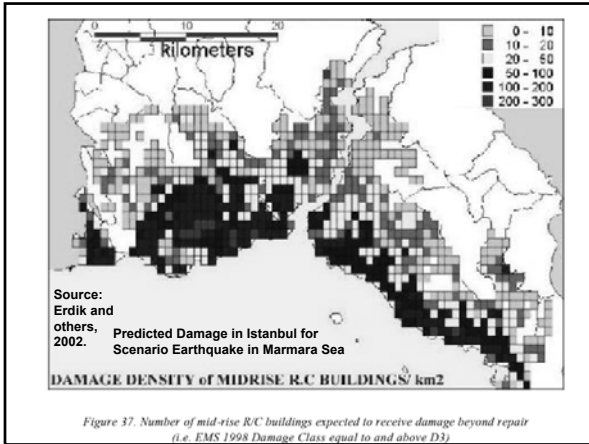 0 10 20
Kilometers
0 - 10
10 - 20
20 - 50
50 - 100
100 - 200
200 - 300
Source:
Erdik and
others,
2002.
Predicted Damage in Istanbul for
Scenario Earthquake in Marmara Sea
DAMAGE DENSITY of MIDRISE R.C BUILDINGS/ km2
Figure 37. Number of mid-rise R/C buildings expected to receive damage beyond repair
(i.e. EMS 1998 Damage Class equal to and above D3)